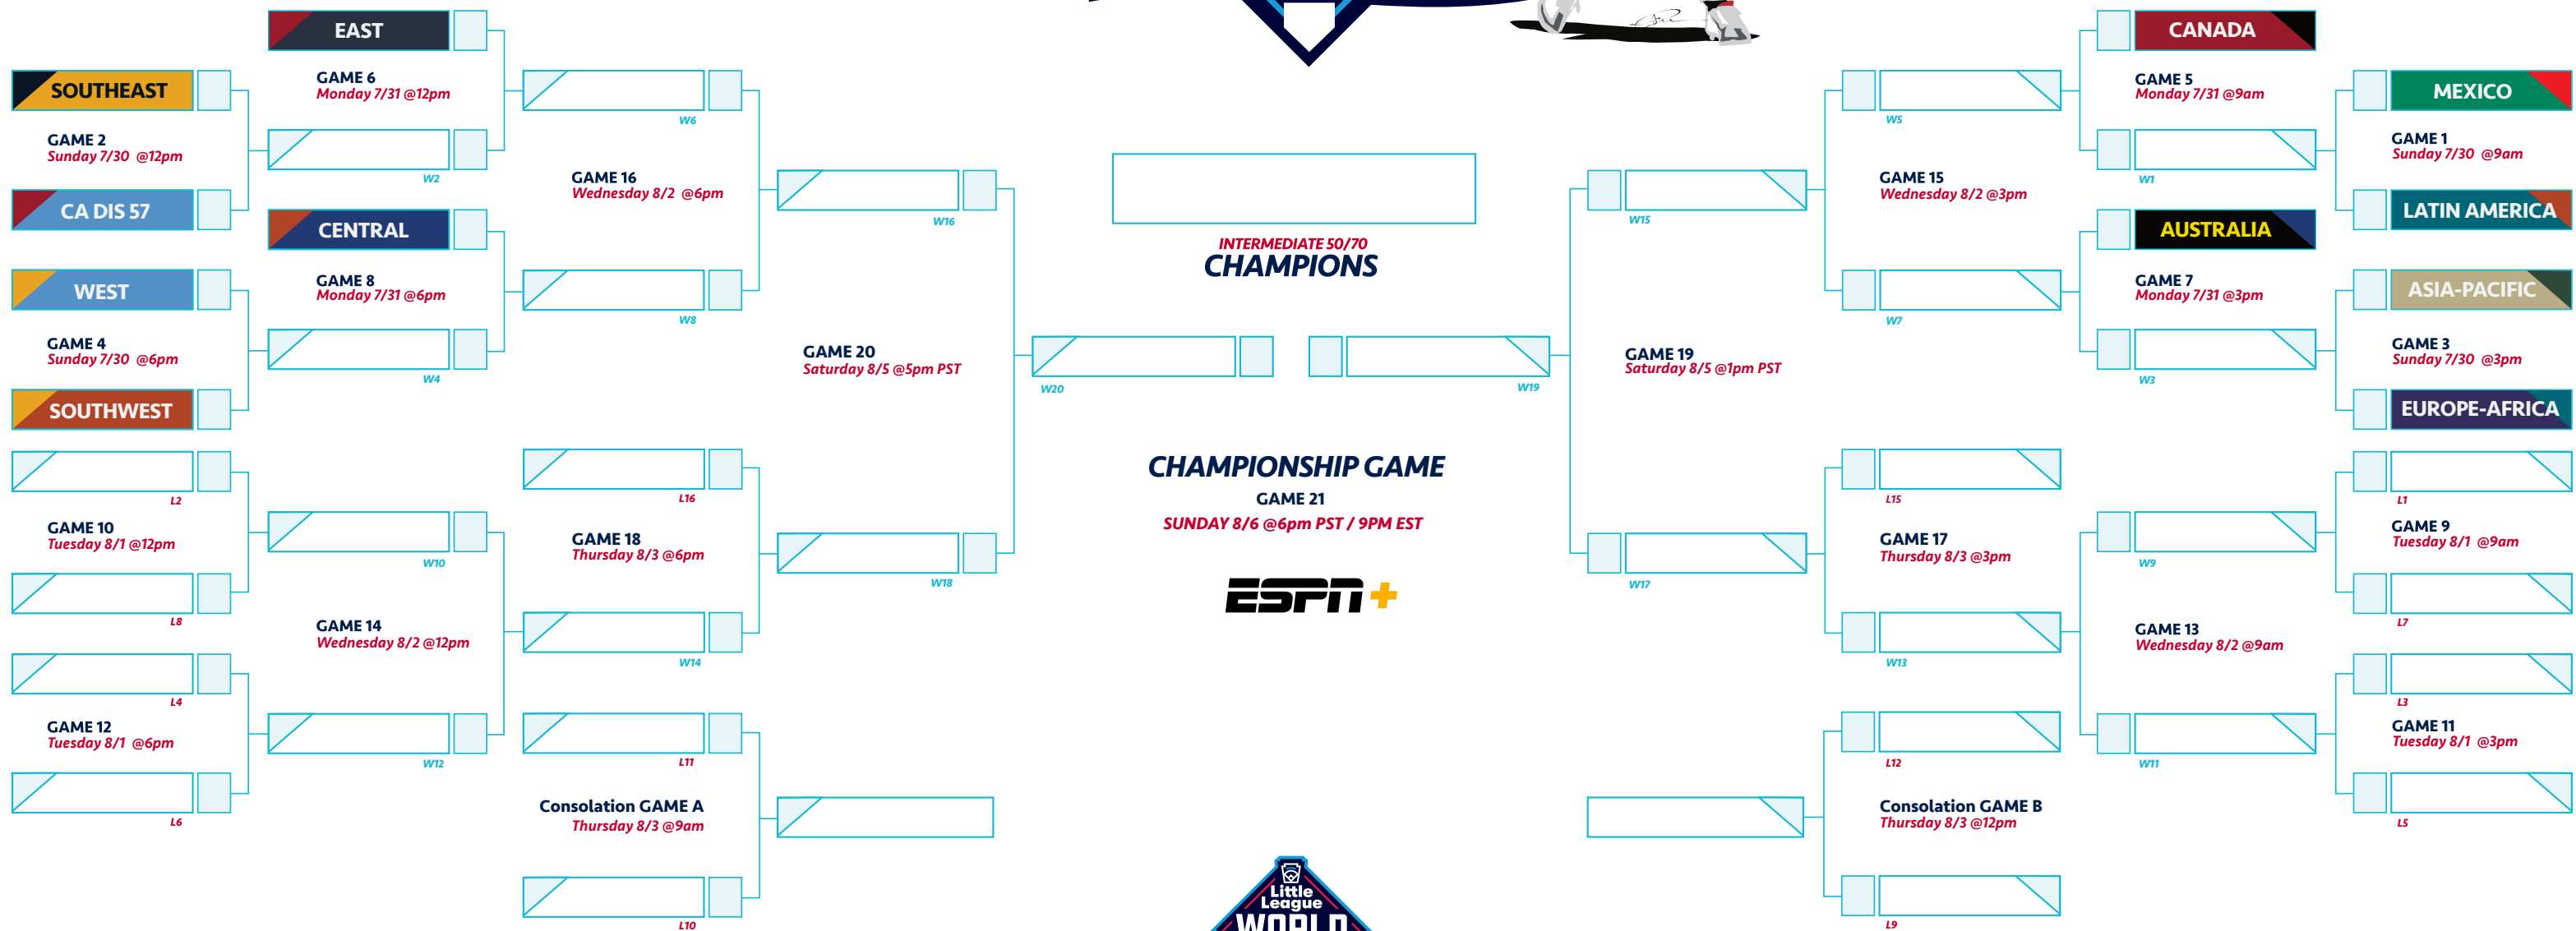 EAST
GAME 6
Monday 7/31 @12pm
SOUTHEAST
GAME 2
Sunday 7/30 @12pm
W2
CA DIS 57
CENTRAL
GAME 8
Monday 7/31 @6pm
WEST
GAME 4
Sunday 7/30 @6pm
W4
SOUTHWEST
W6
GAME 16
Wednesday 8/2 @6pm
W8
W16
GAME 20
Saturday 8/5 @5pm PST
W20
L2
GAME 10
Tuesday 8/1 @12pm
L8
W10
GAME 14
Wednesday 8/2 @12pm
L4
GAME 12
Tuesday 8/1 @6pm
L6
W12
L16
GAME 18
Thursday 8/3 @6pm
W14
W18
L11
Consolation GAME A
Thursday 8/3 @9am
L10
INTERMEDIATE 50/70
CHAMPIONS
CHAMPIONSHIP GAME
GAME 21
SUNDAY 8/6 @6pm PST / 9PM EST
ESPN+
Little
League
WORLD
CANADA
GAME 5
Monday 7/31 @9am
MEXICO
GAME 1
Sunday 7/30 @9am
W1
LATIN AMERICA
AUSTRALIA
GAME 7
Monday 7/31 @3pm
ASIA-PACIFIC
GAME 3
Sunday 7/30 @3pm
W3
EUROPE-AFRICA
W5
GAME 15
Wednesday 8/2 @3pm
W7
W15
GAME 19
Saturday 8/5 @1pm PST
W19
L15
GAME 17
Thursday 8/3 @3pm
W17
W13
L1
GAME 9
Tuesday 8/1 @9am
L7
W9
GAME 13
Wednesday 8/2 @9am
L3
GAME 11
Tuesday 8/1 @3pm
L5
W11
L12
Consolation GAME B
Thursday 8/3 @12pm
L9